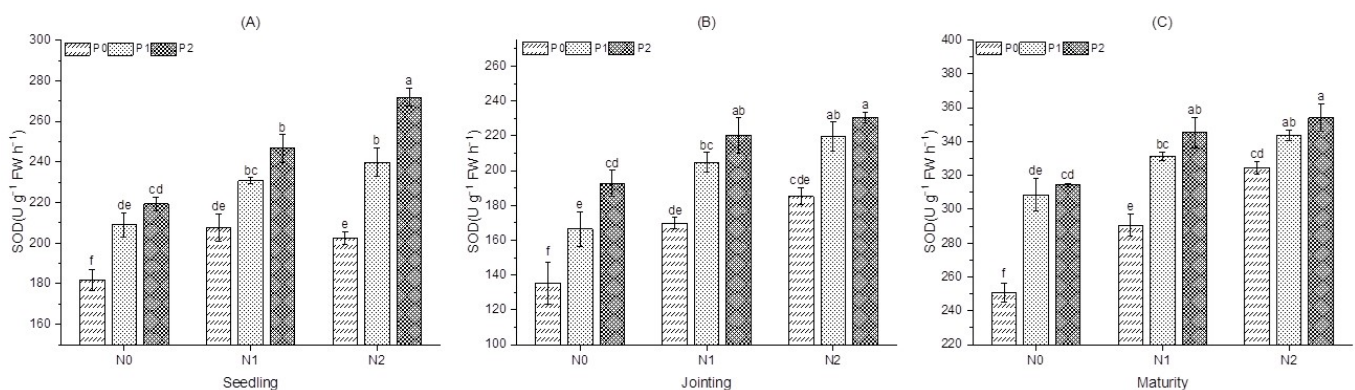 (A)
300
280
260
240
220
200
180
160
SOD(U g⁻¹ FW h⁻¹)
P0 P1 P2
f
de
cd
de
bc
b
e
b
a
N0 N1 N2
Seedling
(B)
260
240
220
200
180
160
140
120
100
SOD(U g⁻¹ FW h⁻¹)
P0 P1 P2
f
e
cd
de
bc
ab
cde
ab
a
N0 N1 N2
Jointing
(C)
400
380
360
340
320
300
280
260
240
220
SOD(U g⁻¹ FW h⁻¹)
P0 P1 P2
f
de
cd
e
bc
ab
cd
ab
a
N0 N1 N2
Maturity